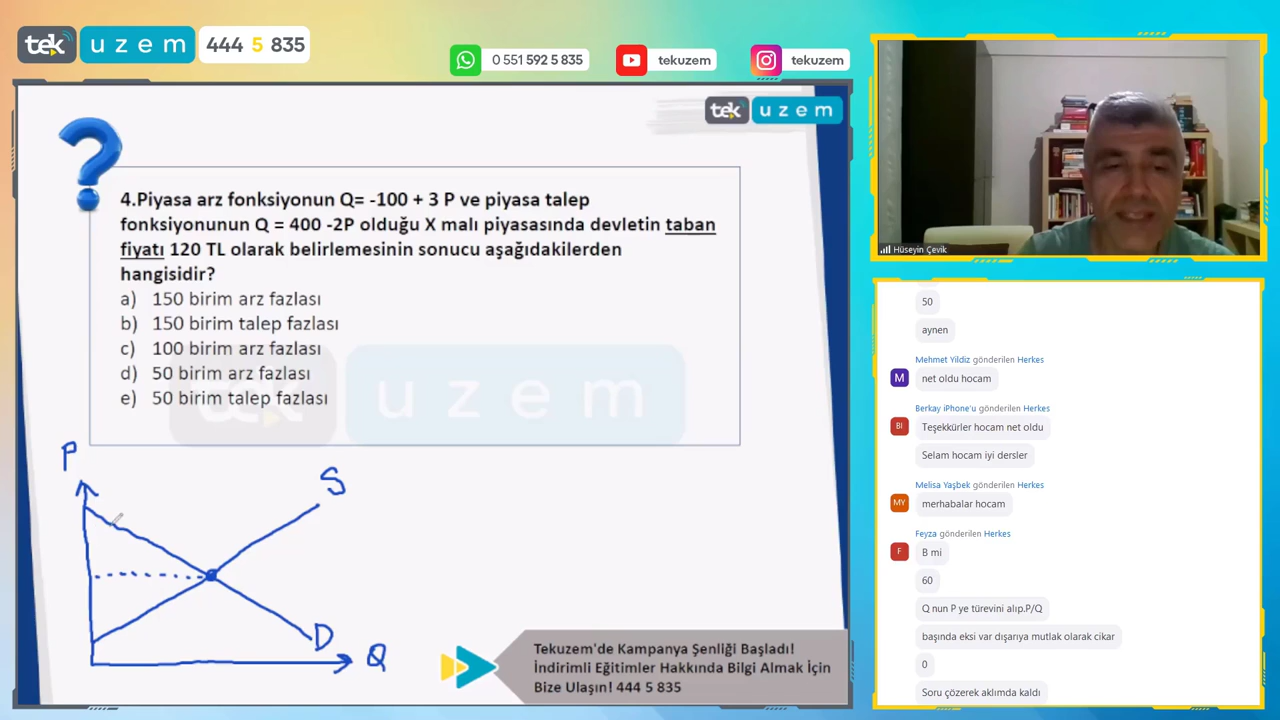 tek uzem 444 5 835
0 551 592 5 835
tekuzem
tekuzem
tek uzem
4.Piyasa arz fonksiyonun Q= -100 + 3 P ve piyasa talep
fonksiyonunun Q = 400 -2P olduğu X malı piyasasında devletin taban
fiyatı 120 TL olarak belirlemesinin sonucu aşağıdakilerden
hangisidir?
a) 150 birim arz fazlası
b) 150 birim talep fazlası
c) 100 birim arz fazlası
d) 50 birim arz fazlası
e) 50 birim talep fazlası
tek uzem
P
S
D
Q
Tekuzem'de Kampanya Şenliği Başladı!
İndirimli Eğitimler Hakkında Bilgi Almak İçin
Bize Ulaşın! 444 5 835
Hüseyin Çevik
50
aynen
Mehmet Yildiz gönderilen Herkes
M
net oldu hocam
Berkay iPhone'u gönderilen Herkes
BI
Teşekkürler hocam net oldu
Selam hocam iyi dersler
Melisa Yaşbek gönderilen Herkes
MY
merhabalar hocam
Feyza gönderilen Herkes
F
B mi
60
Q nun P ye türevini alıp.P/Q
başında eksi var dışarıya mutlak olarak cikar
0
Soru çözerek aklımda kaldı